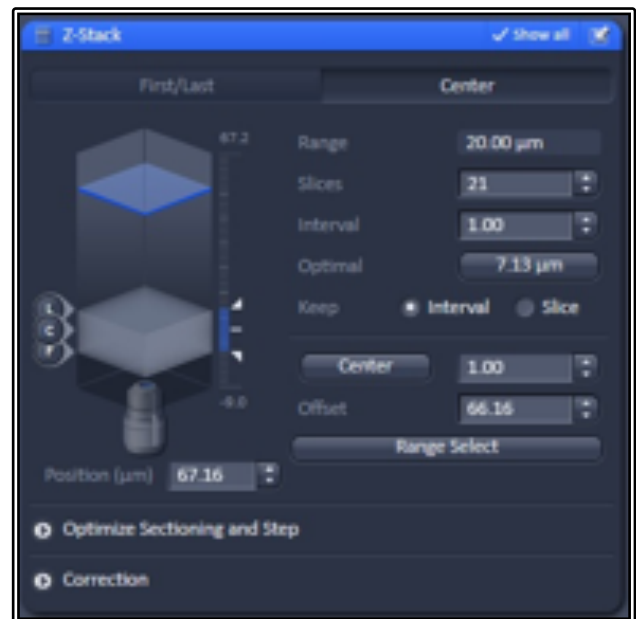 Z-Stack Show all
First/Last Center
67.2
Range 20.00 µm
Slices 21
Interval 1.00
Optimal 7.13 µm
Keep Interval Slice
L
C
F
Center 1.00
-9.0
Offset 66.16
Range Select
Position (µm) 67.16
Optimize Sectioning and Step
Correction